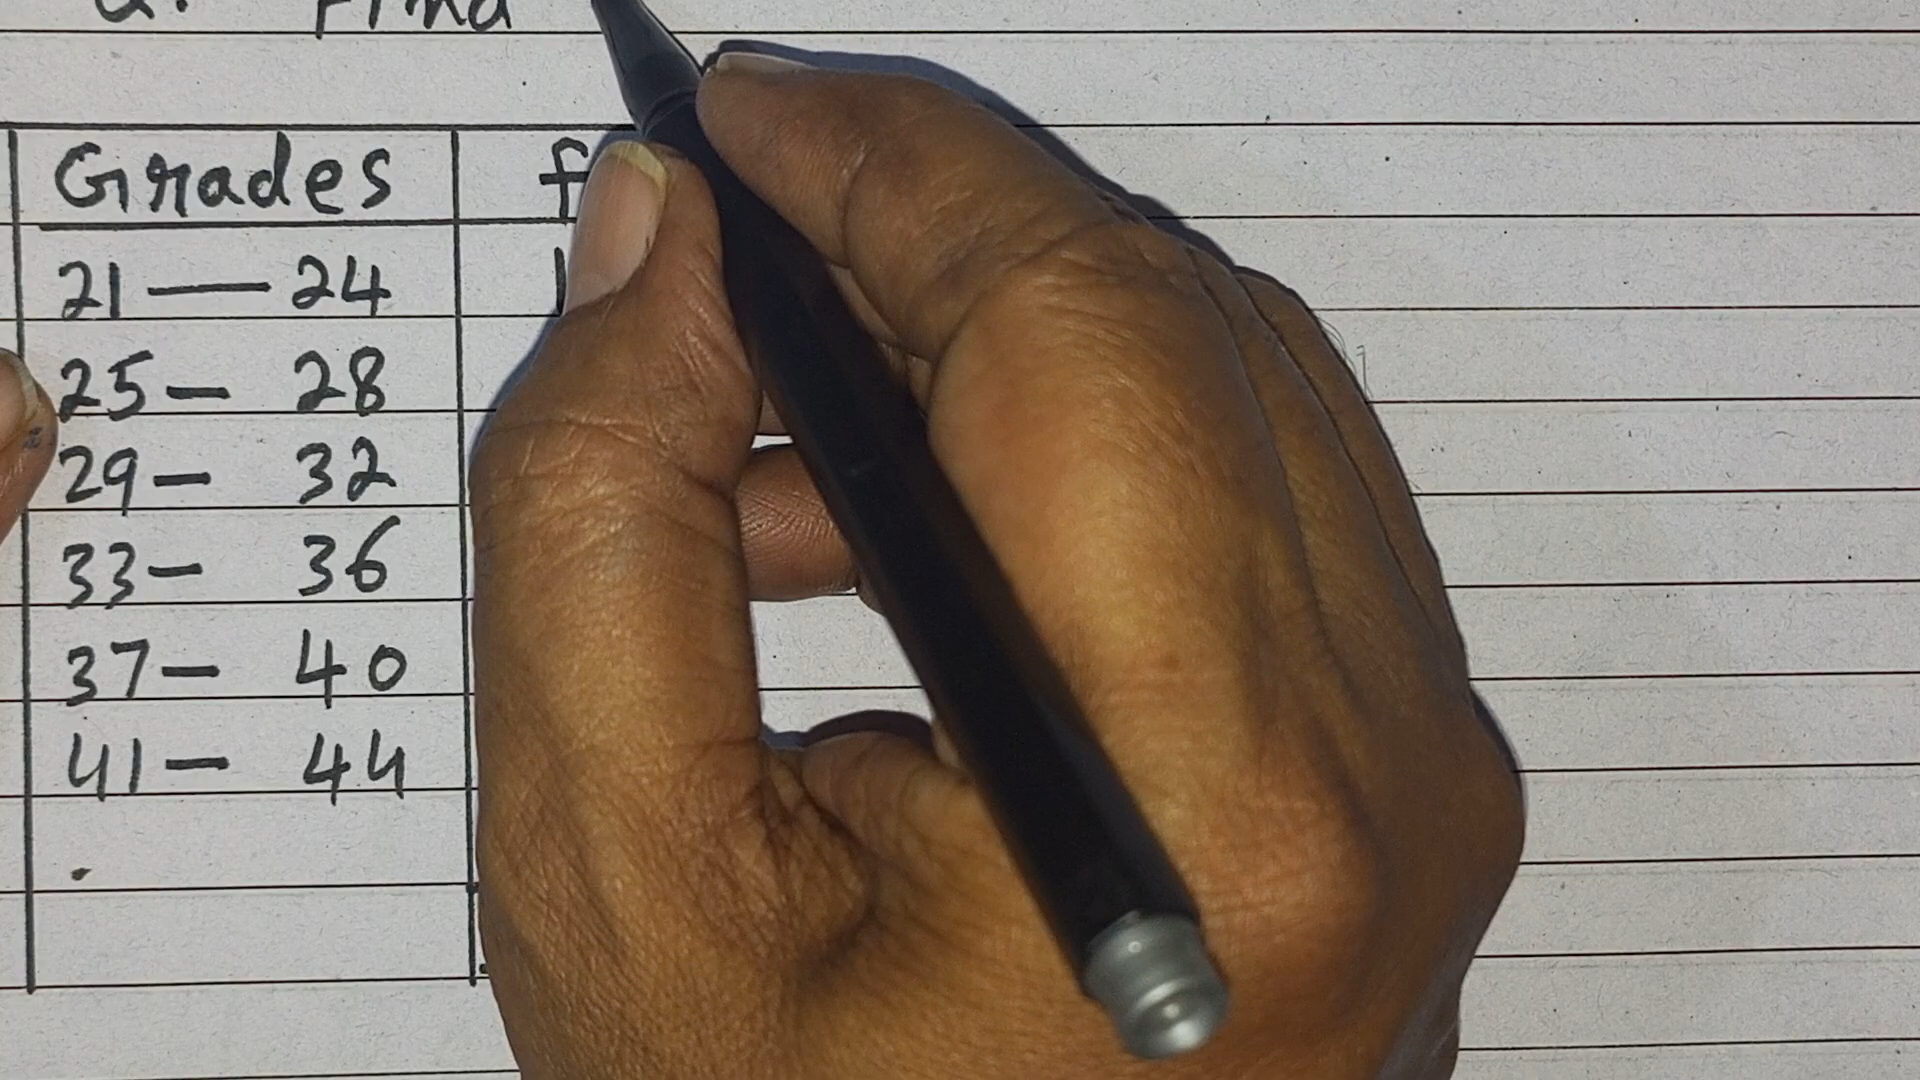 Q. Find
Grades f
21 — 24
25 — 28
29 — 32
33 — 36
37 — 40
41 — 44